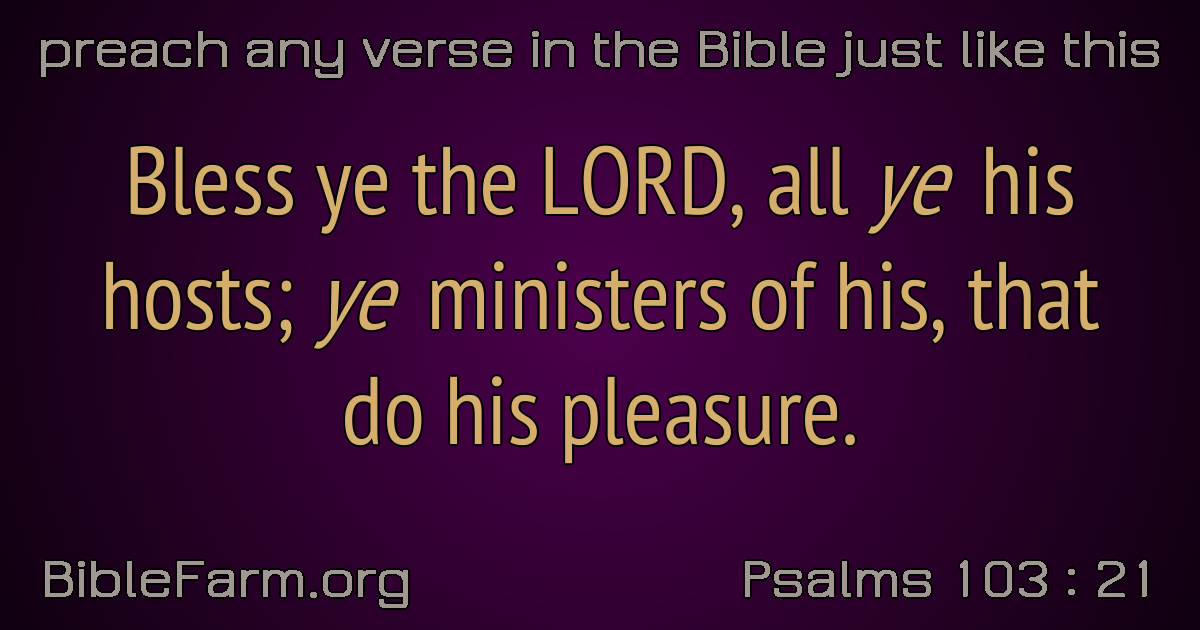 preach any verse in the Bible just like this
Bless ye the LORD, all ye his
hosts; ye ministers of his, that
do his pleasure.
BibleFarm.org
Psalms 103 : 21